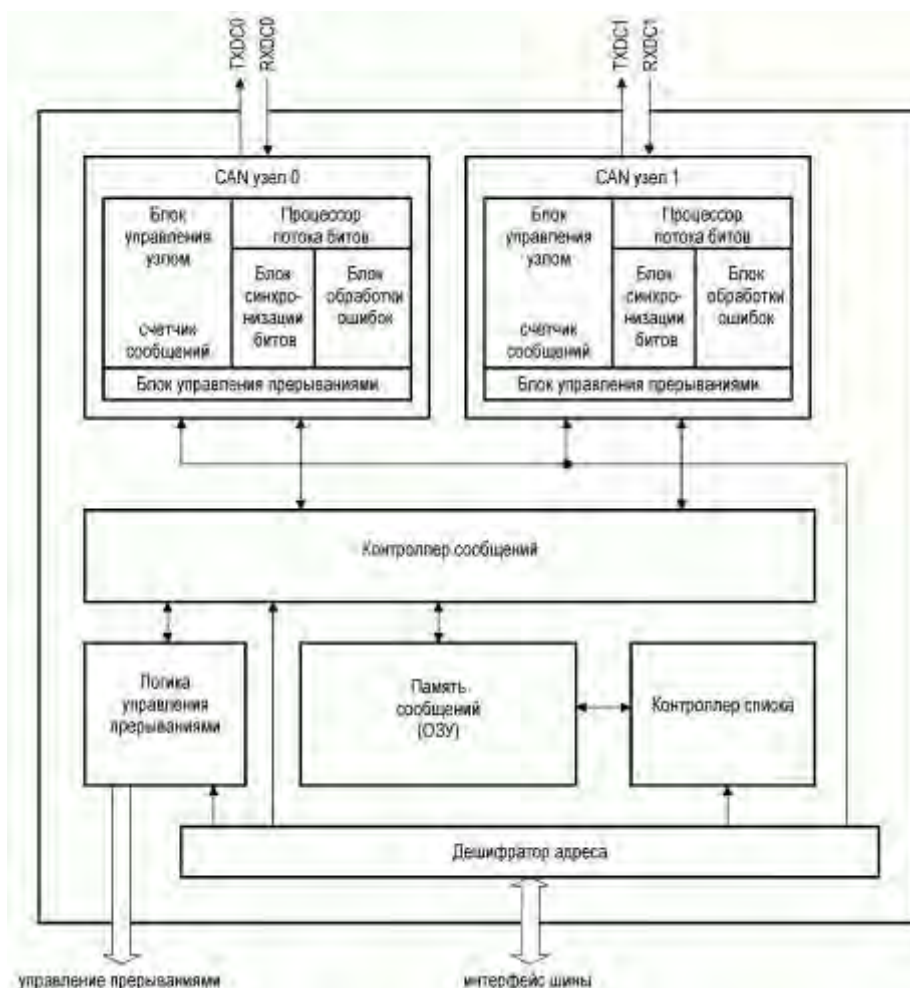 TXDC0
RXDC0
TXDC1
RXDC1
CAN узел 0
Блок
управления
узлом
счетчик
сообщений
Процессор
потока битов
Блок
синхро-
низации
битов
Блок
обработки
ошибок
Блок управления прерываниями
CAN узел 1
Блок
управления
узлом
счетчик
сообщений
Процессор
потока битов
Блок
синхро-
низации
битов
Блок
обработки
ошибок
Блок управления прерываниями
Контроллер сообщений
Логика
управления
прерываниями
Память
сообщений
(ОЗУ)
Контроллер списка
Дешифратор адреса
управление прерываниями
интерфейс шины